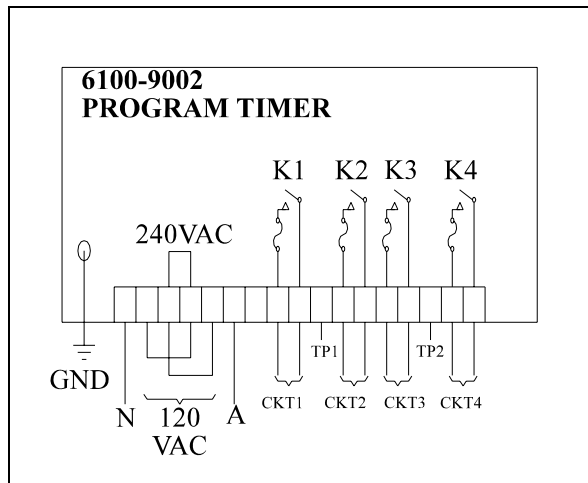 6100-9002
PROGRAM TIMER
K1 K2 K3 K4
240VAC
TP1 TP2
GND
N 120 A CKT1 CKT2 CKT3 CKT4
VAC